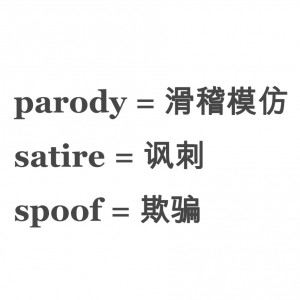 parody = 滑稽模仿
satire = 讽刺
spoof = 欺骗